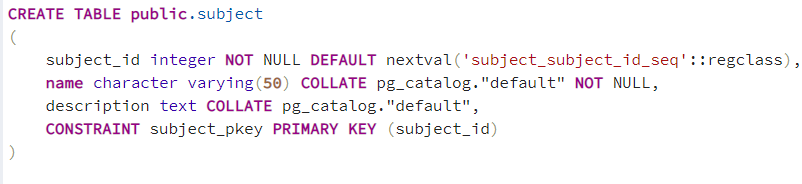 CREATE TABLE public.subject
(
    subject_id integer NOT NULL DEFAULT nextval('subject_subject_id_seq'::regclass),
    name character varying(50) COLLATE pg_catalog."default" NOT NULL,
    description text COLLATE pg_catalog."default",
    CONSTRAINT subject_pkey PRIMARY KEY (subject_id)
)